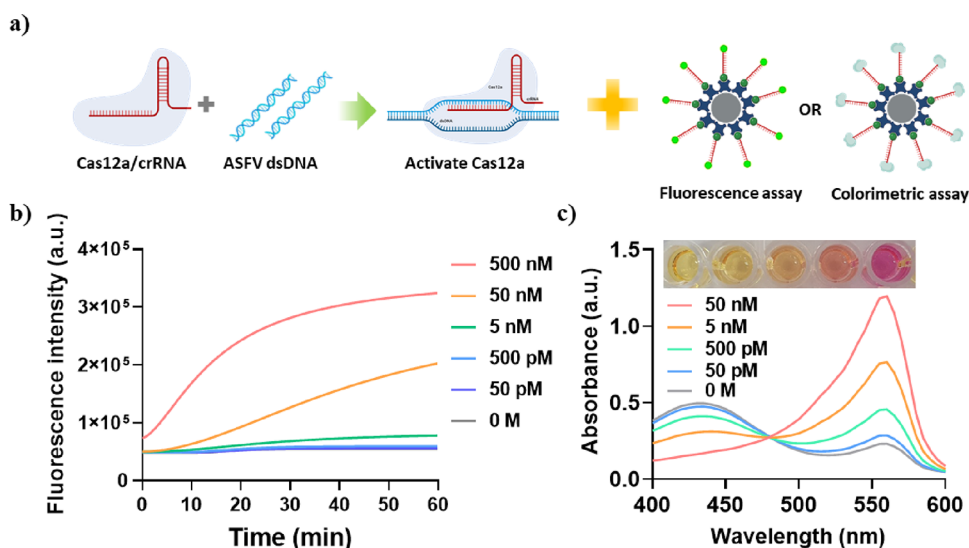 a)
Cas12a
crRNA
dsDNA
Cas12a/crRNA
ASFV dsDNA
Activate Cas12a
OR
Fluorescence assay
Colorimetric assay
b)
Fluorescence intensity (a.u.)
4×10⁵
3×10⁵
2×10⁵
1×10⁵
0
0
10
20
30
40
50
60
Time (min)
500 nM
50 nM
5 nM
500 pM
50 pM
0 M
c)
Absorbance (a.u.)
1.5
1.0
0.5
0.0
400
450
500
550
600
Wavelength (nm)
50 nM
5 nM
500 pM
50 pM
0 M